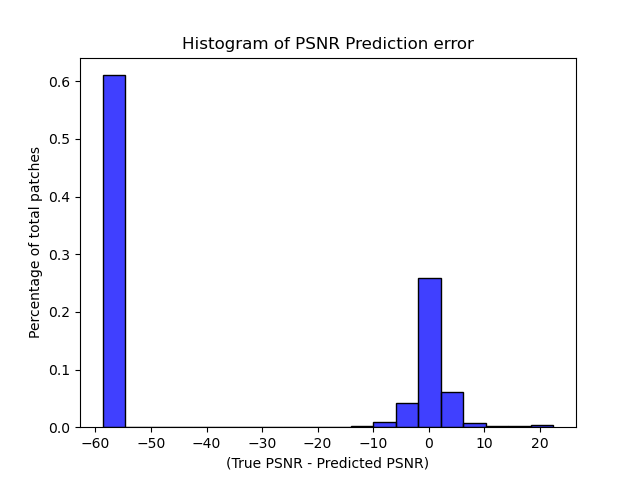 Histogram of PSNR Prediction error
Percentage of total patches
0.6
0.5
0.4
0.3
0.2
0.1
0.0
−60 −50 −40 −30 −20 −10 0 10 20
(True PSNR - Predicted PSNR)